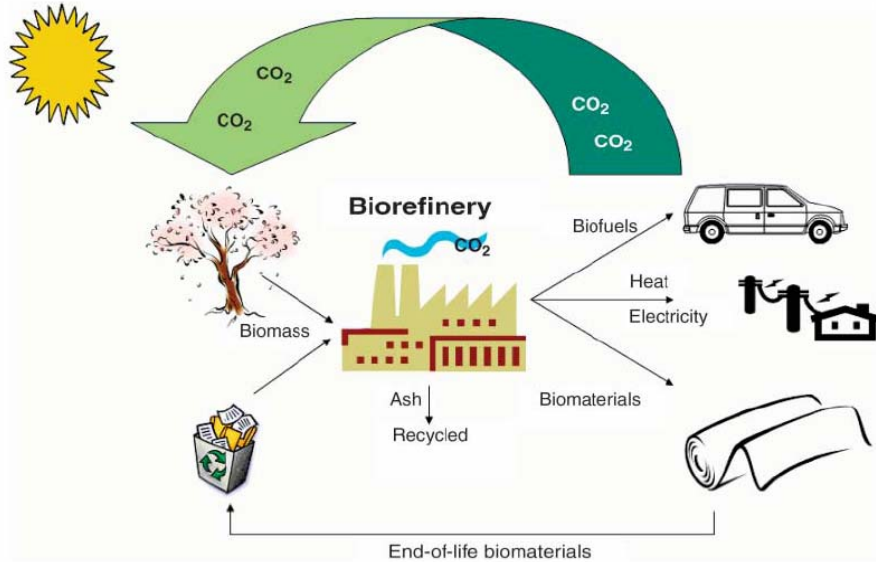 CO₂
CO₂
CO₂
CO₂
Biorefinery
CO₂
Biofuels
Heat
Electricity
Biomass
Ash
Recycled
Biomaterials
End-of-life biomaterials